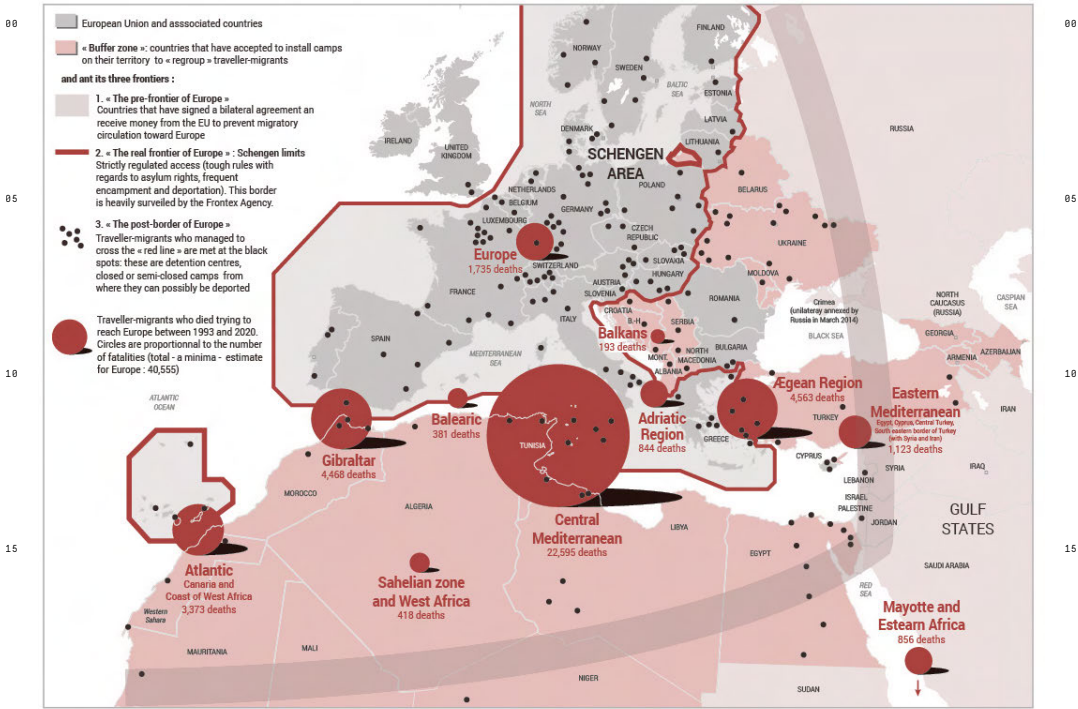 00
05
10
15
00
05
10
15
European Union and asssociated countries
« Buffer zone »: countries that have accepted to install camps
on their territory to « regroup » traveller-migrants
and ant its three frontiers :
1. « The pre-frontier of Europe »
Countries that have signed a bilateral agreement an
receive money from the EU to prevent migratory
circulation toward Europe
2. « The real frontier of Europe » : Schengen limits
Strictly regulated access (tough rules with
regards to asylum rights, frequent
encampment and deportation). This border
is heavily surveiled by the Frontex Agency.
3. « The post-border of Europe »
Traveller-migrants who managed to
cross the « red line » are met at the black
spots: these are detention centres,
closed or semi-closed camps from
where they can possibly be deported
Traveller-migrants who died trying to
reach Europe between 1993 and 2020.
Circles are proportionnal to the number
of fatalities (total - a minima - estimate
for Europe : 40,555)
FINLAND
NORWAY
SWEDEN
BALTIC
SEA
ESTONIA
LATVIA
LITHUANIA
NORTH
SEA
DENMARK
IRELAND
UNITED
KINGDOM
RUSSIA
SCHENGEN
AREA
NETHERLANDS
BELGIUM
LUXEMBOURG
GERMANY
POLAND
BELARUS
UKRAINE
CZECH
REPUBLIC
SLOVAKIA
HUNGARY
MOLDOVA
Europe
1,735 deaths
SWITZERLAND
AUSTRIA
SLOVENIA
FRANCE
ITALY
CROATIA
B.-H
SERBIA
ROMANIA
Crimea
(unilateray annexed by
Russia in March 2014)
BLACK SEA
NORTH
CAUCASUS
(RUSSIA)
CASPIAN
SEA
GEORGIA
ARMENIA
AZERBAIJAN
SPAIN
MEDITERRANEAN
SEA
Balkans
193 deaths
MONT.
NORTH
MACEDONIA
ALBANIA
BULGARIA
ATLANTIC
OCEAN
Balearic
381 deaths
Adriatic
Region
844 deaths
GREECE
Ægean Region
4,563 deaths
TURKEY
Eastern
Mediterranean
Egypt, Cyprus, Central Turkey,
South eastern border of Turkey
(with Syria and Iran)
1,123 deaths
IRAN
IRAQ
SYRIA
CYPRUS
LEBANON
ISRAEL
PALESTINE
JORDAN
GULF
STATES
TUNISIA
Gibraltar
4,468 deaths
MOROCCO
ALGERIA
Central
Mediterranean
22,595 deaths
LIBYA
EGYPT
SAUDI ARABIA
RED
SEA
Atlantic
Canaria and
Coast of West Africa
3,373 deaths
Sahelian zone
and West Africa
418 deaths
Western
Sahara
MAURITANIA
MALI
NIGER
SUDAN
Mayotte and
Estearn Africa
856 deaths